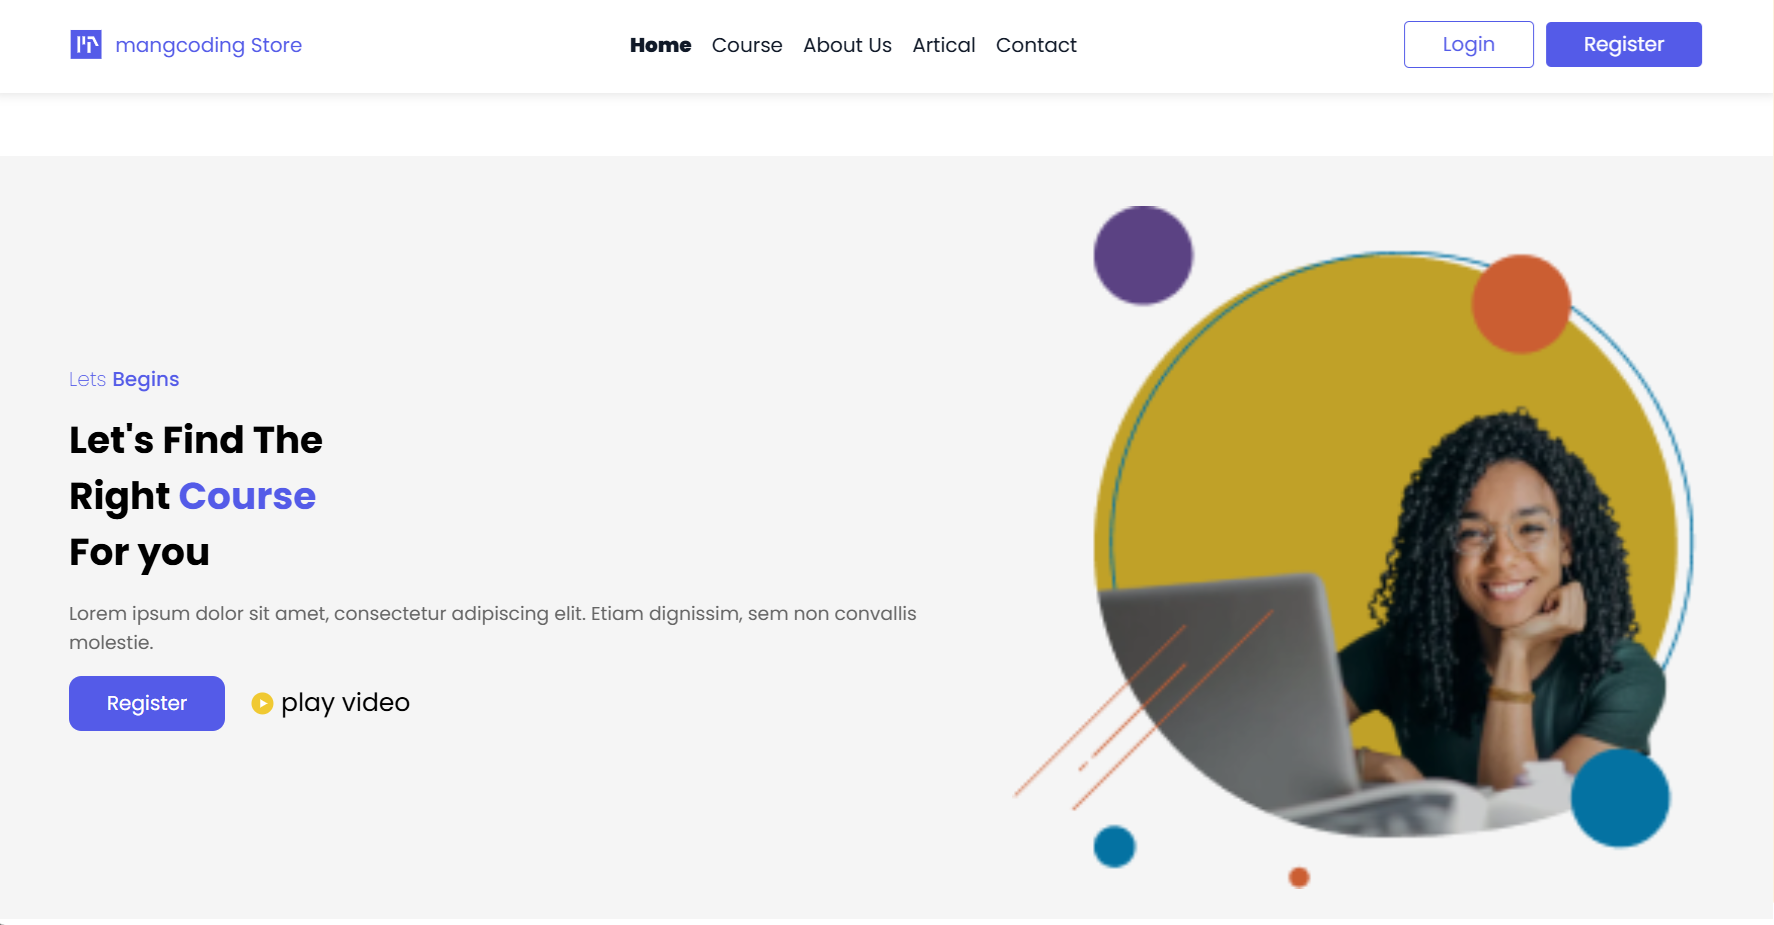 mangcoding Store
Home Course About Us Artical Contact
Login Register
Lets Begins
Let's Find The
Right Course
For you
Lorem ipsum dolor sit amet, consectetur adipiscing elit. Etiam dignissim, sem non convallis
molestie.
Register play video